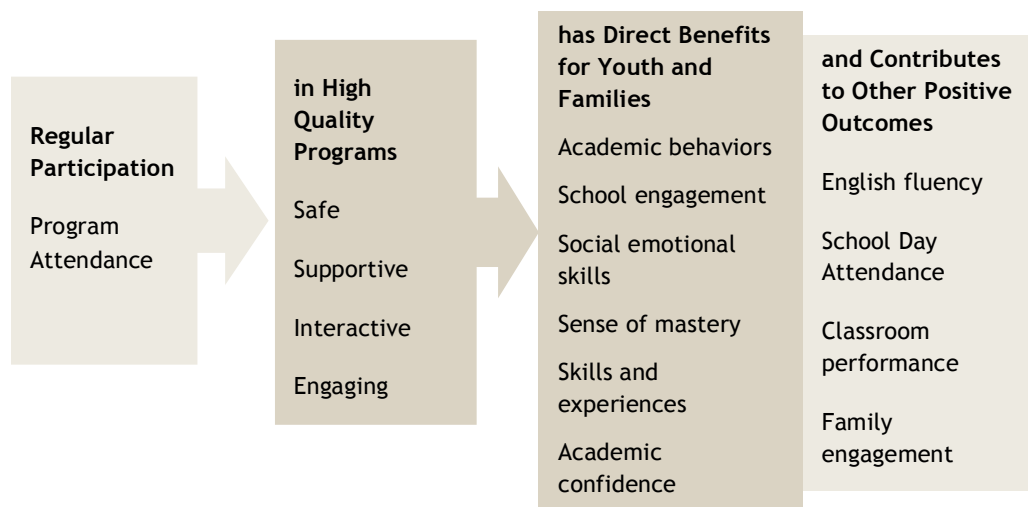 Regular
Participation
Program
Attendance
in High
Quality
Programs
Safe
Supportive
Interactive
Engaging
has Direct Benefits
for Youth and
Families
Academic behaviors
School engagement
Social emotional
skills
Sense of mastery
Skills and
experiences
Academic
confidence
and Contributes
to Other Positive
Outcomes
English fluency
School Day
Attendance
Classroom
performance
Family
engagement